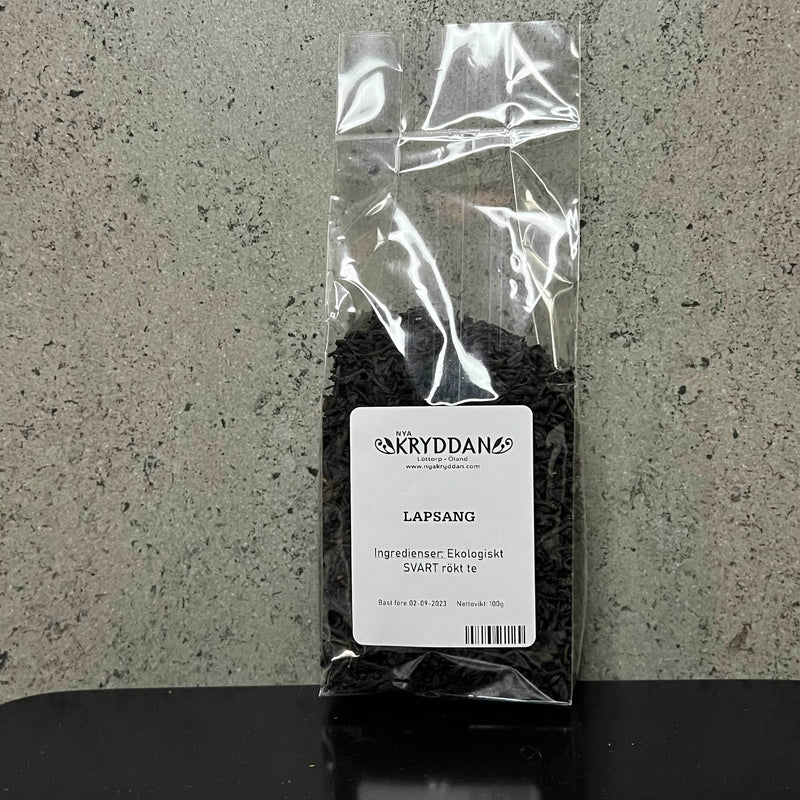 NYA
KRYDDAN
Löttorp - Öland
www.nyakryddan.com
LAPSANG
Ingredienser: Ekologiskt
SVART rökt te
Bäst före 02-09-2023 Nettovikt: 100g